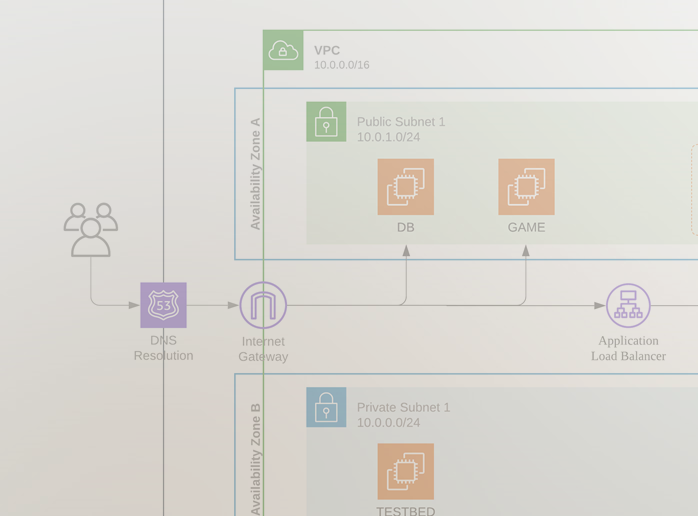 VPC
10.0.0.0/16
Availability Zone A
Public Subnet 1
10.0.1.0/24
DB
GAME
53
DNS
Resolution
Internet
Gateway
Application
Load Balancer
Availability Zone B
Private Subnet 1
10.0.0.0/24
TESTBED